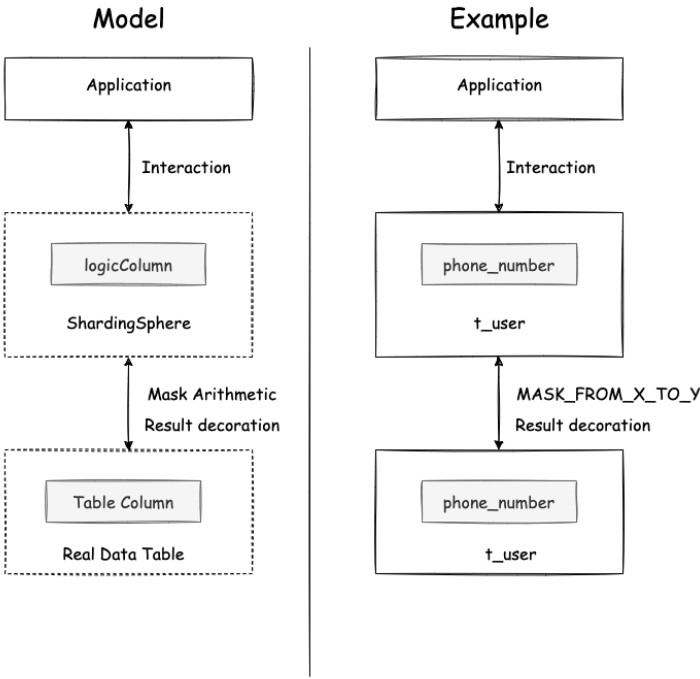 Model
Application
Interaction
logicColumn
ShardingSphere
Mask Arithmetic
Result decoration
Table Column
Real Data Table
Example
Application
Interaction
phone_number
t_user
MASK_FROM_X_TO_Y
Result decoration
phone_number
t_user